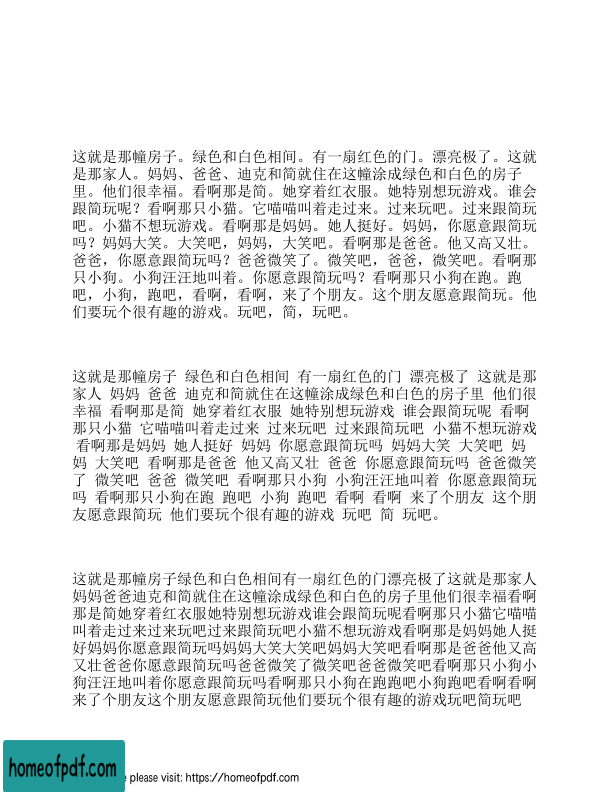 这就是那幢房子。绿色和白色相间。有一扇红色的门。漂亮极了。这就
是那家人。妈妈、爸爸、迪克和简就住在这幢涂成绿色和白色的房子
里。他们很幸福。看啊那是简。她穿着红衣服。她特别想玩游戏。谁会
跟简玩呢？看啊那只小猫。它喵喵叫着走过来。过来玩吧。过来跟简玩
吧。小猫不想玩游戏。看啊那是妈妈。她人挺好。妈妈，你愿意跟简玩
吗？妈妈大笑。大笑吧，妈妈，大笑吧。看啊那是爸爸。他又高又壮。
爸爸，你愿意跟简玩吗？爸爸微笑了。微笑吧，爸爸，微笑吧。看啊那
只小狗。小狗汪汪地叫着。你愿意跟简玩吗？看啊那只小狗在跑。跑
吧，小狗，跑吧，看啊，看啊，来了个朋友。这个朋友愿意跟简玩。他
们要玩个很有趣的游戏。玩吧，简，玩吧。
这就是那幢房子 绿色和白色相间 有一扇红色的门 漂亮极了 这就是那
家人 妈妈 爸爸 迪克和简就住在这幢涂成绿色和白色的房子里 他们很
幸福 看啊那是简 她穿着红衣服 她特别想玩游戏 谁会跟简玩呢 看啊
那只小猫 它喵喵叫着走过来 过来玩吧 过来跟简玩吧 小猫不想玩游戏
看啊那是妈妈 她人挺好 妈妈 你愿意跟简玩吗 妈妈大笑 大笑吧 妈
妈 大笑吧 看啊那是爸爸 他又高又壮 爸爸 你愿意跟简玩吗 爸爸微笑
了 微笑吧 爸爸 微笑吧 看啊那只小狗 小狗汪汪地叫着 你愿意跟简玩
吗 看啊那只小狗在跑 跑吧 小狗 跑吧 看啊 看啊 来了个朋友 这个朋
友愿意跟简玩 他们要玩个很有趣的游戏 玩吧 简 玩吧。
这就是那幢房子绿色和白色相间有一扇红色的门漂亮极了这就是那家人
妈妈爸爸迪克和简就住在这幢涂成绿色和白色的房子里他们很幸福看啊
那是简她穿着红衣服她特别想玩游戏谁会跟简玩呢看啊那只小猫它喵喵
叫着走过来过来玩吧过来跟简玩吧小猫不想玩游戏看啊那是妈妈她人挺
好妈妈你愿意跟简玩吗妈妈大笑大笑吧妈妈大笑吧看啊那是爸爸他又高
又壮爸爸你愿意跟简玩吗爸爸微笑了微笑吧爸爸微笑吧看啊那只小狗小
狗汪汪地叫着你愿意跟简玩吗看啊那只小狗在跑跑吧小狗跑吧看啊看啊
来了个朋友这个朋友愿意跟简玩他们要玩个很有趣的游戏玩吧简玩吧
homeofpdf.com
please visit: https://homeofpdf.com